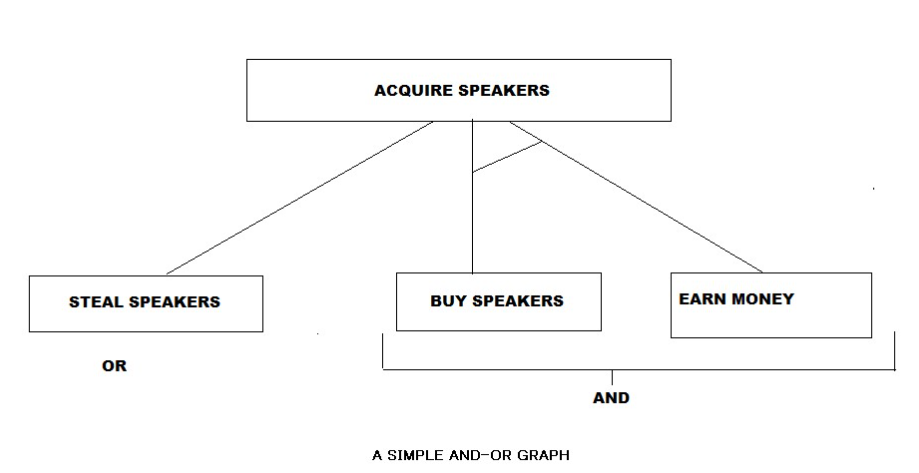 ACQUIRE SPEAKERS
STEAL SPEAKERS
BUY SPEAKERS
EARN MONEY
OR
AND
A SIMPLE AND-OR GRAPH